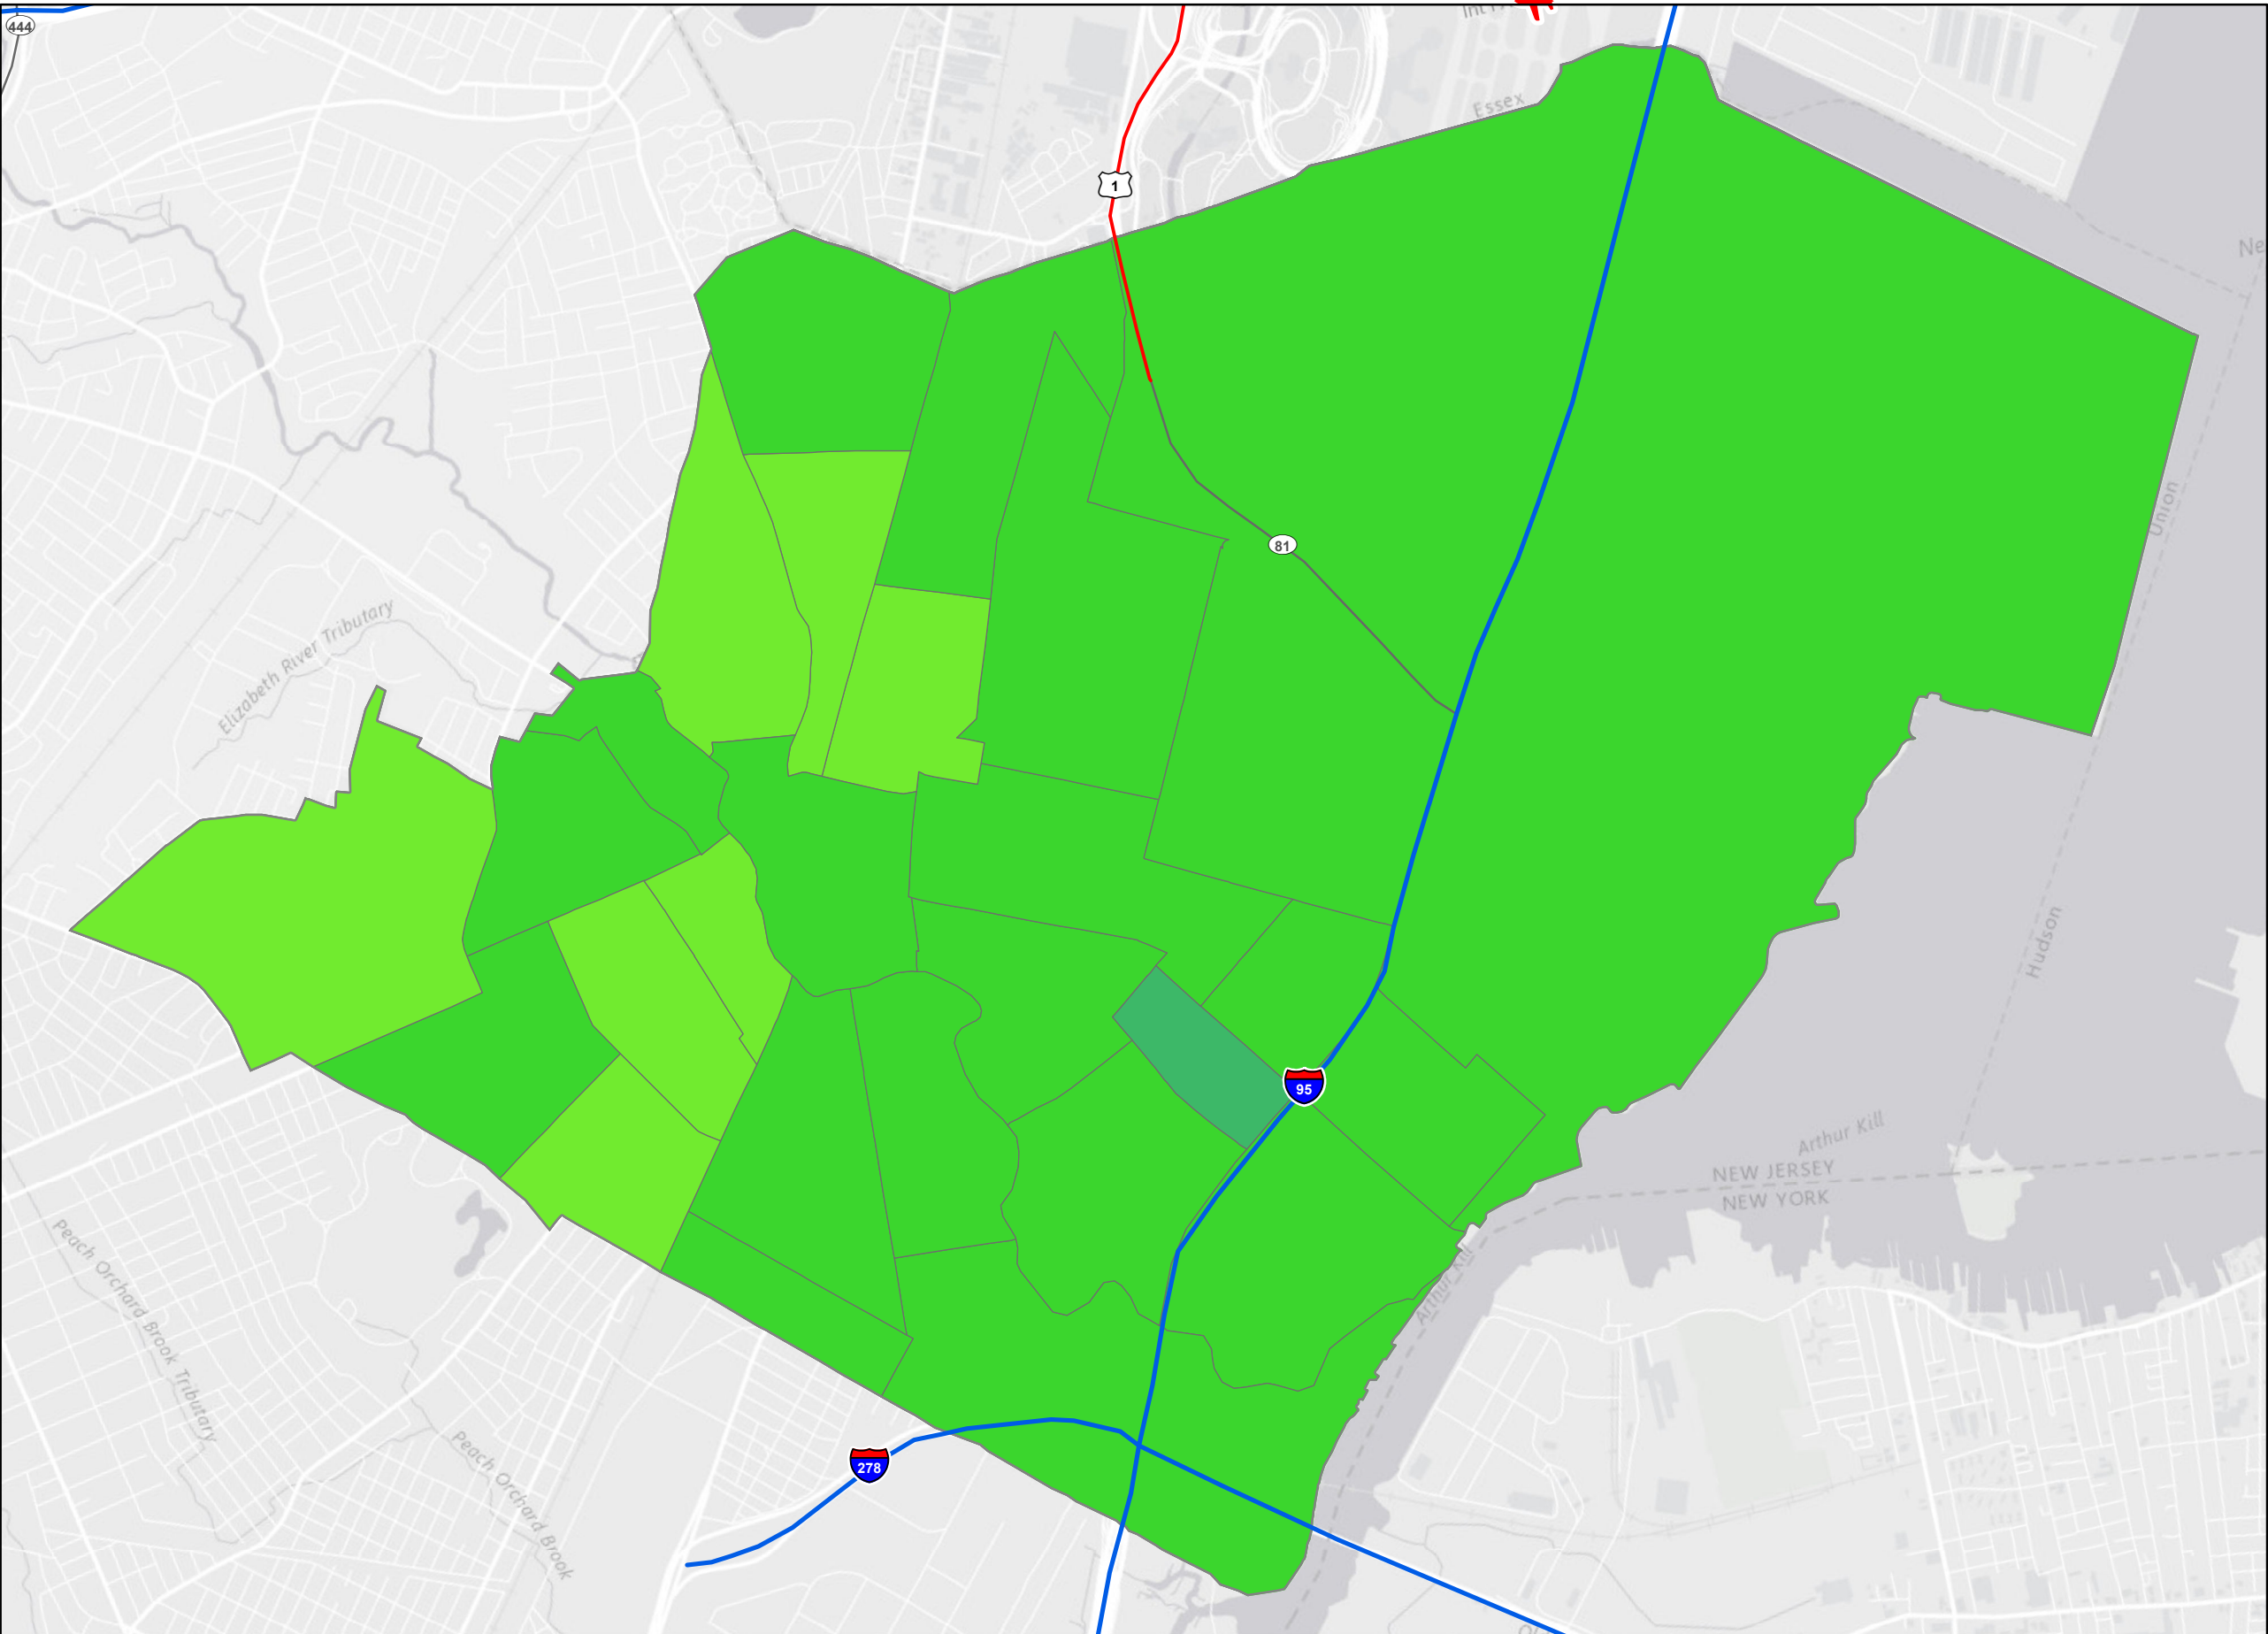 444
Essex
1
Union
81
Elizabeth River Tributary
Hudson
95
Arthur Kill
NEW JERSEY
NEW YORK
Arthur Kill
Peach Orchard Brook Tributary
Peach Orchard Brook
278